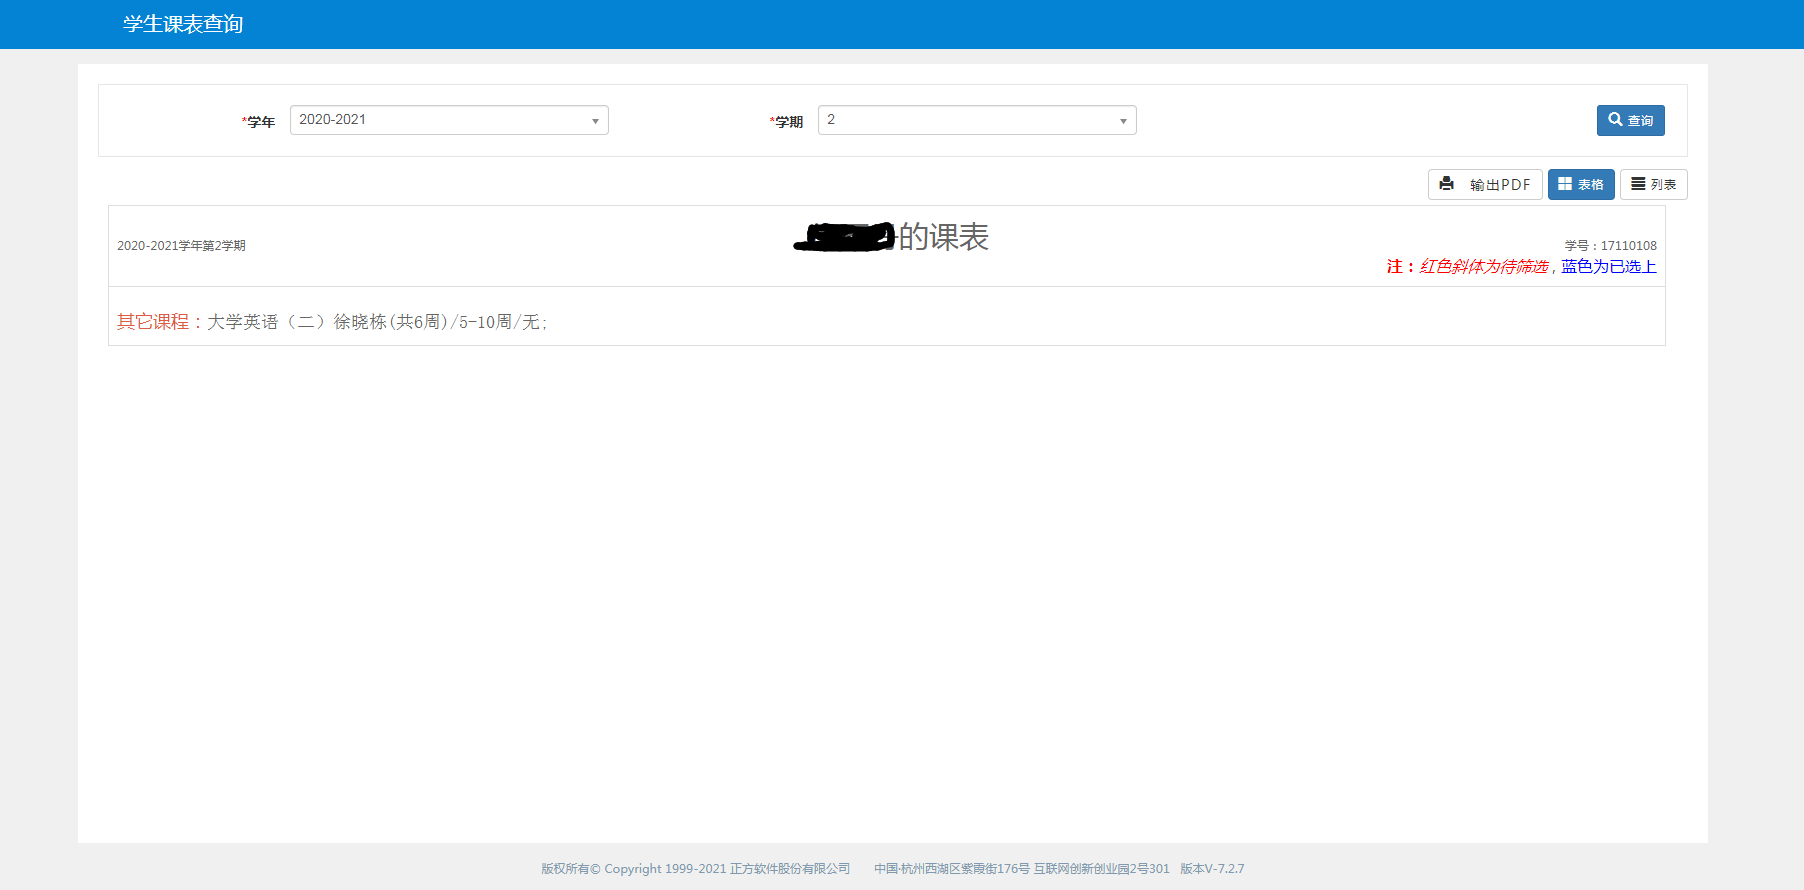 学生课表查询
*学年 2020-2021 *学期 2 查询
输出PDF 表格 列表
的课表
2020-2021学年第2学期 学号：17110108
注：红色斜体为待筛选，蓝色为已选上
其它课程：大学英语（二）徐晓栋(共6周)/5-10周/无;
版权所有© Copyright 1999-2021 正方软件股份有限公司 中国·杭州西湖区紫霞街176号 互联网创新创业园2号301 版本V-7.2.7